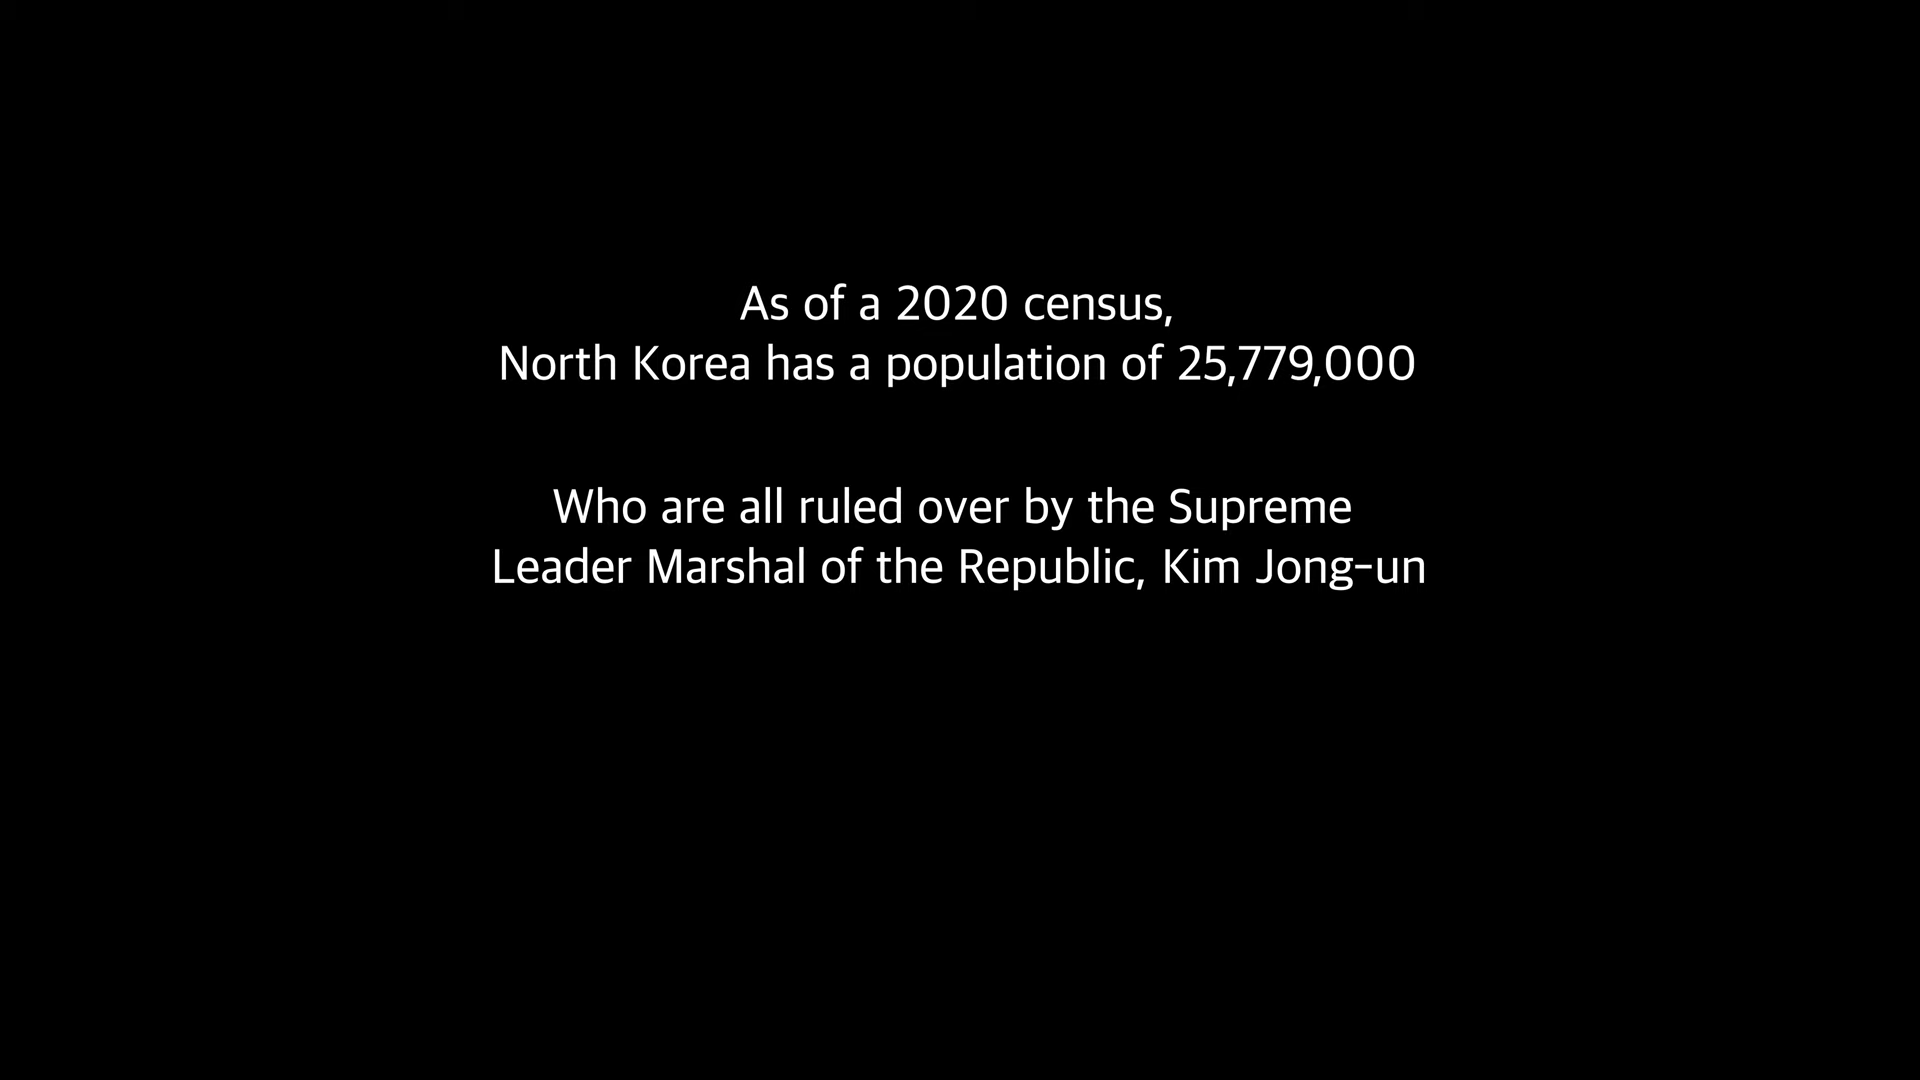 As of a 2020 census,
North Korea has a population of 25,779,000
Who are all ruled over by the Supreme
Leader Marshal of the Republic, Kim Jong-un